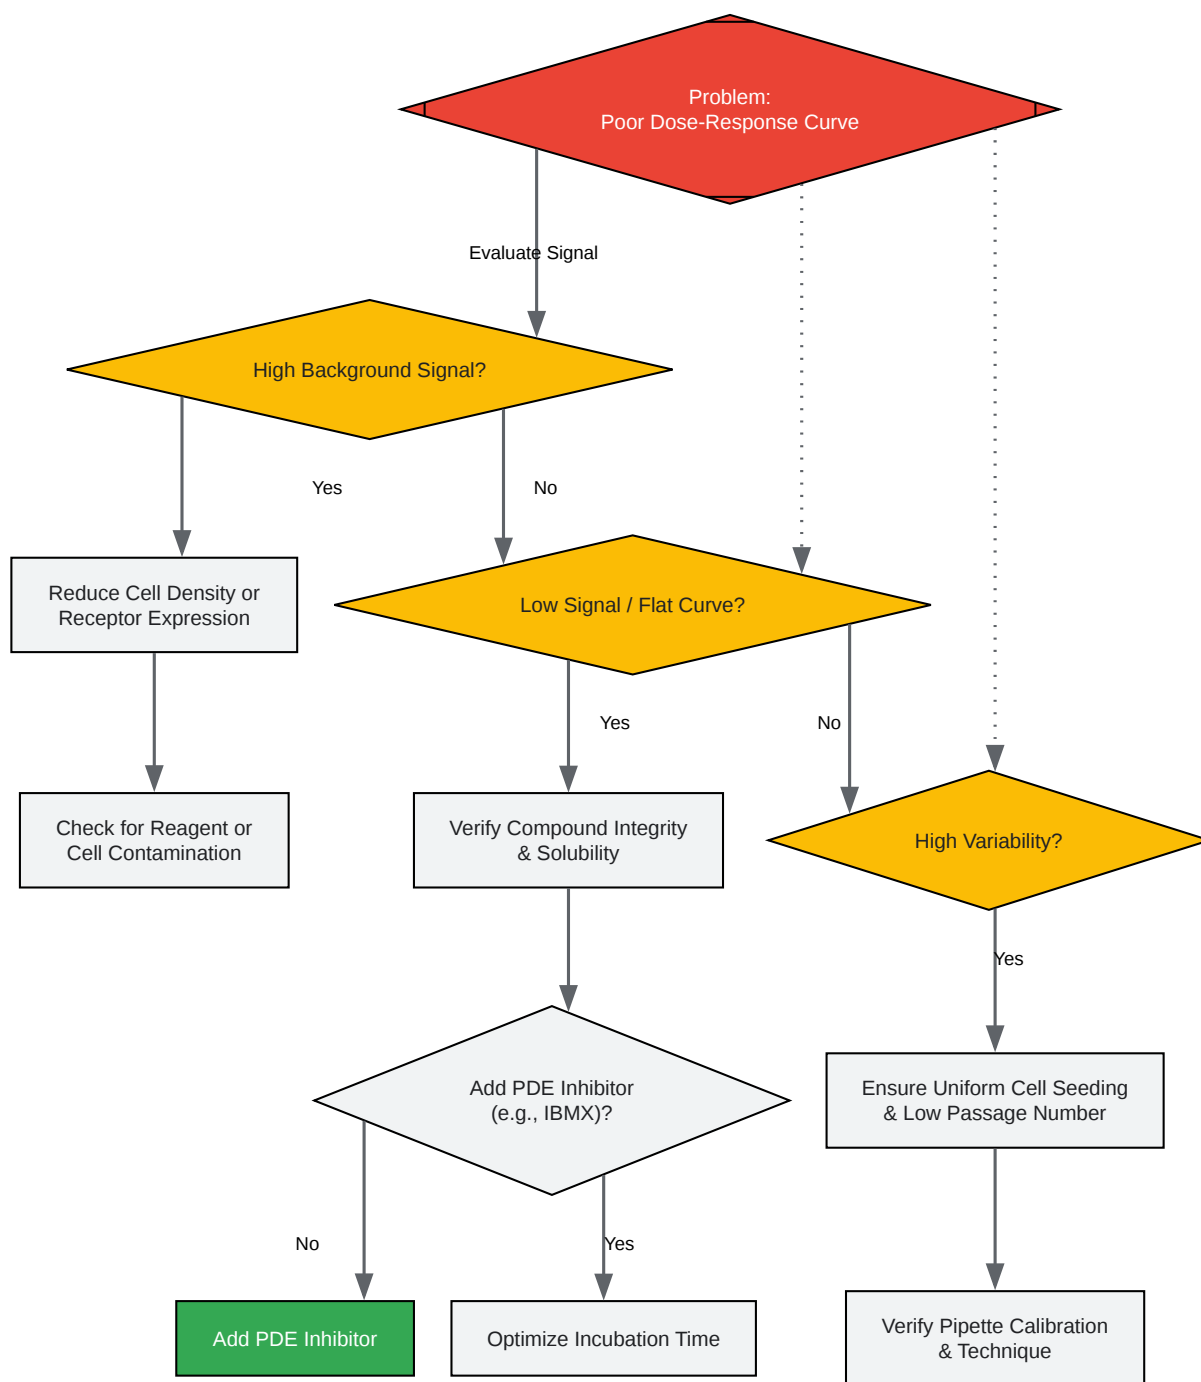 Problem:
Poor Dose-Response Curve
Evaluate Signal
High Background Signal?
Yes
No
Reduce Cell Density or
Receptor Expression
Low Signal / Flat Curve?
Yes
No
Check for Reagent or
Cell Contamination
Verify Compound Integrity
& Solubility
High Variability?
Yes
Add PDE Inhibitor
(e.g., IBMX)?
Ensure Uniform Cell Seeding
& Low Passage Number
No
Yes
Add PDE Inhibitor
Optimize Incubation Time
Verify Pipette Calibration
& Technique